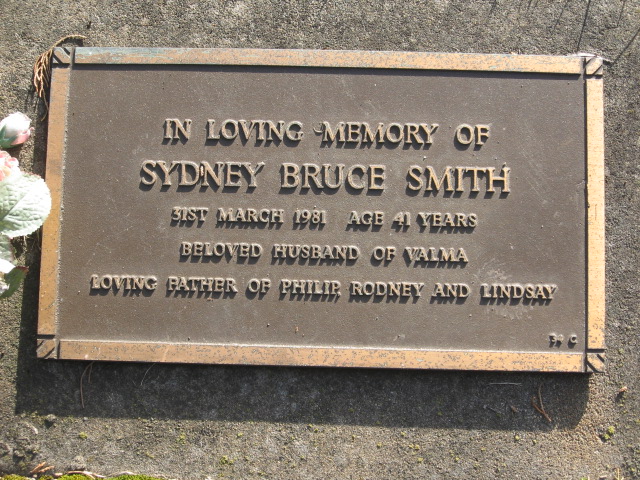 IN LOVING MEMORY OF
SYDNEY BRUCE SMITH
31ST MARCH 1981 AGE 41 YEARS
BELOVED HUSBAND OF VALMA
LOVING FATHER OF PHILIP, RODNEY AND LINDSAY